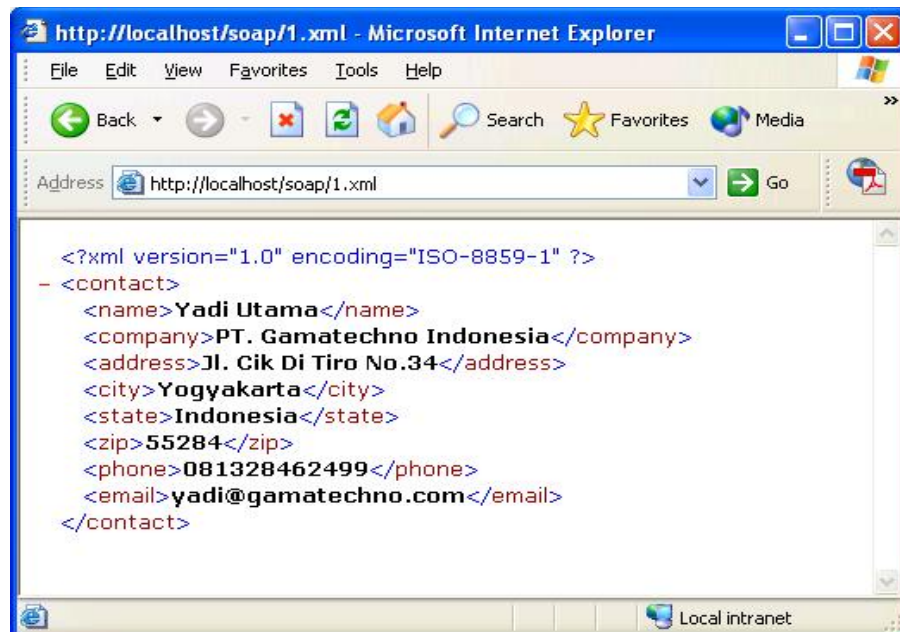 http://localhost/soap/1.xml - Microsoft Internet Explorer
File Edit View Favorites Tools Help
Back Search Favorites Media »
Address http://localhost/soap/1.xml Go
<?xml version="1.0" encoding="ISO-8859-1" ?>
- <contact>
<name>Yadi Utama</name>
<company>PT. Gamatechno Indonesia</company>
<address>Jl. Cik Di Tiro No.34</address>
<city>Yogyakarta</city>
<state>Indonesia</state>
<zip>55284</zip>
<phone>081328462499</phone>
<email>yadi@gamatechno.com</email>
</contact>
Local intranet